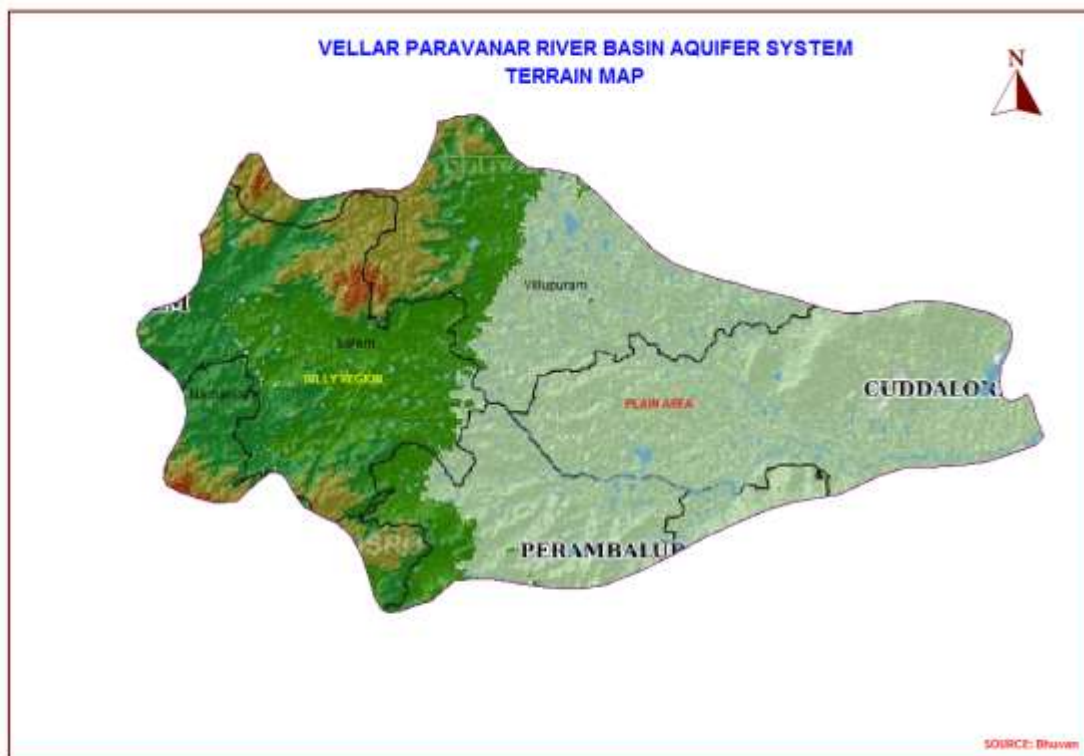 VELLAR PARAVANAR RIVER BASIN AQUIFER SYSTEM
TERRAIN MAP
N
Villupuram
Salem
HILLY REGION
PLAIN AREA
CUDDALOR
PERAMBALUR
SOURCE: Bhuvan